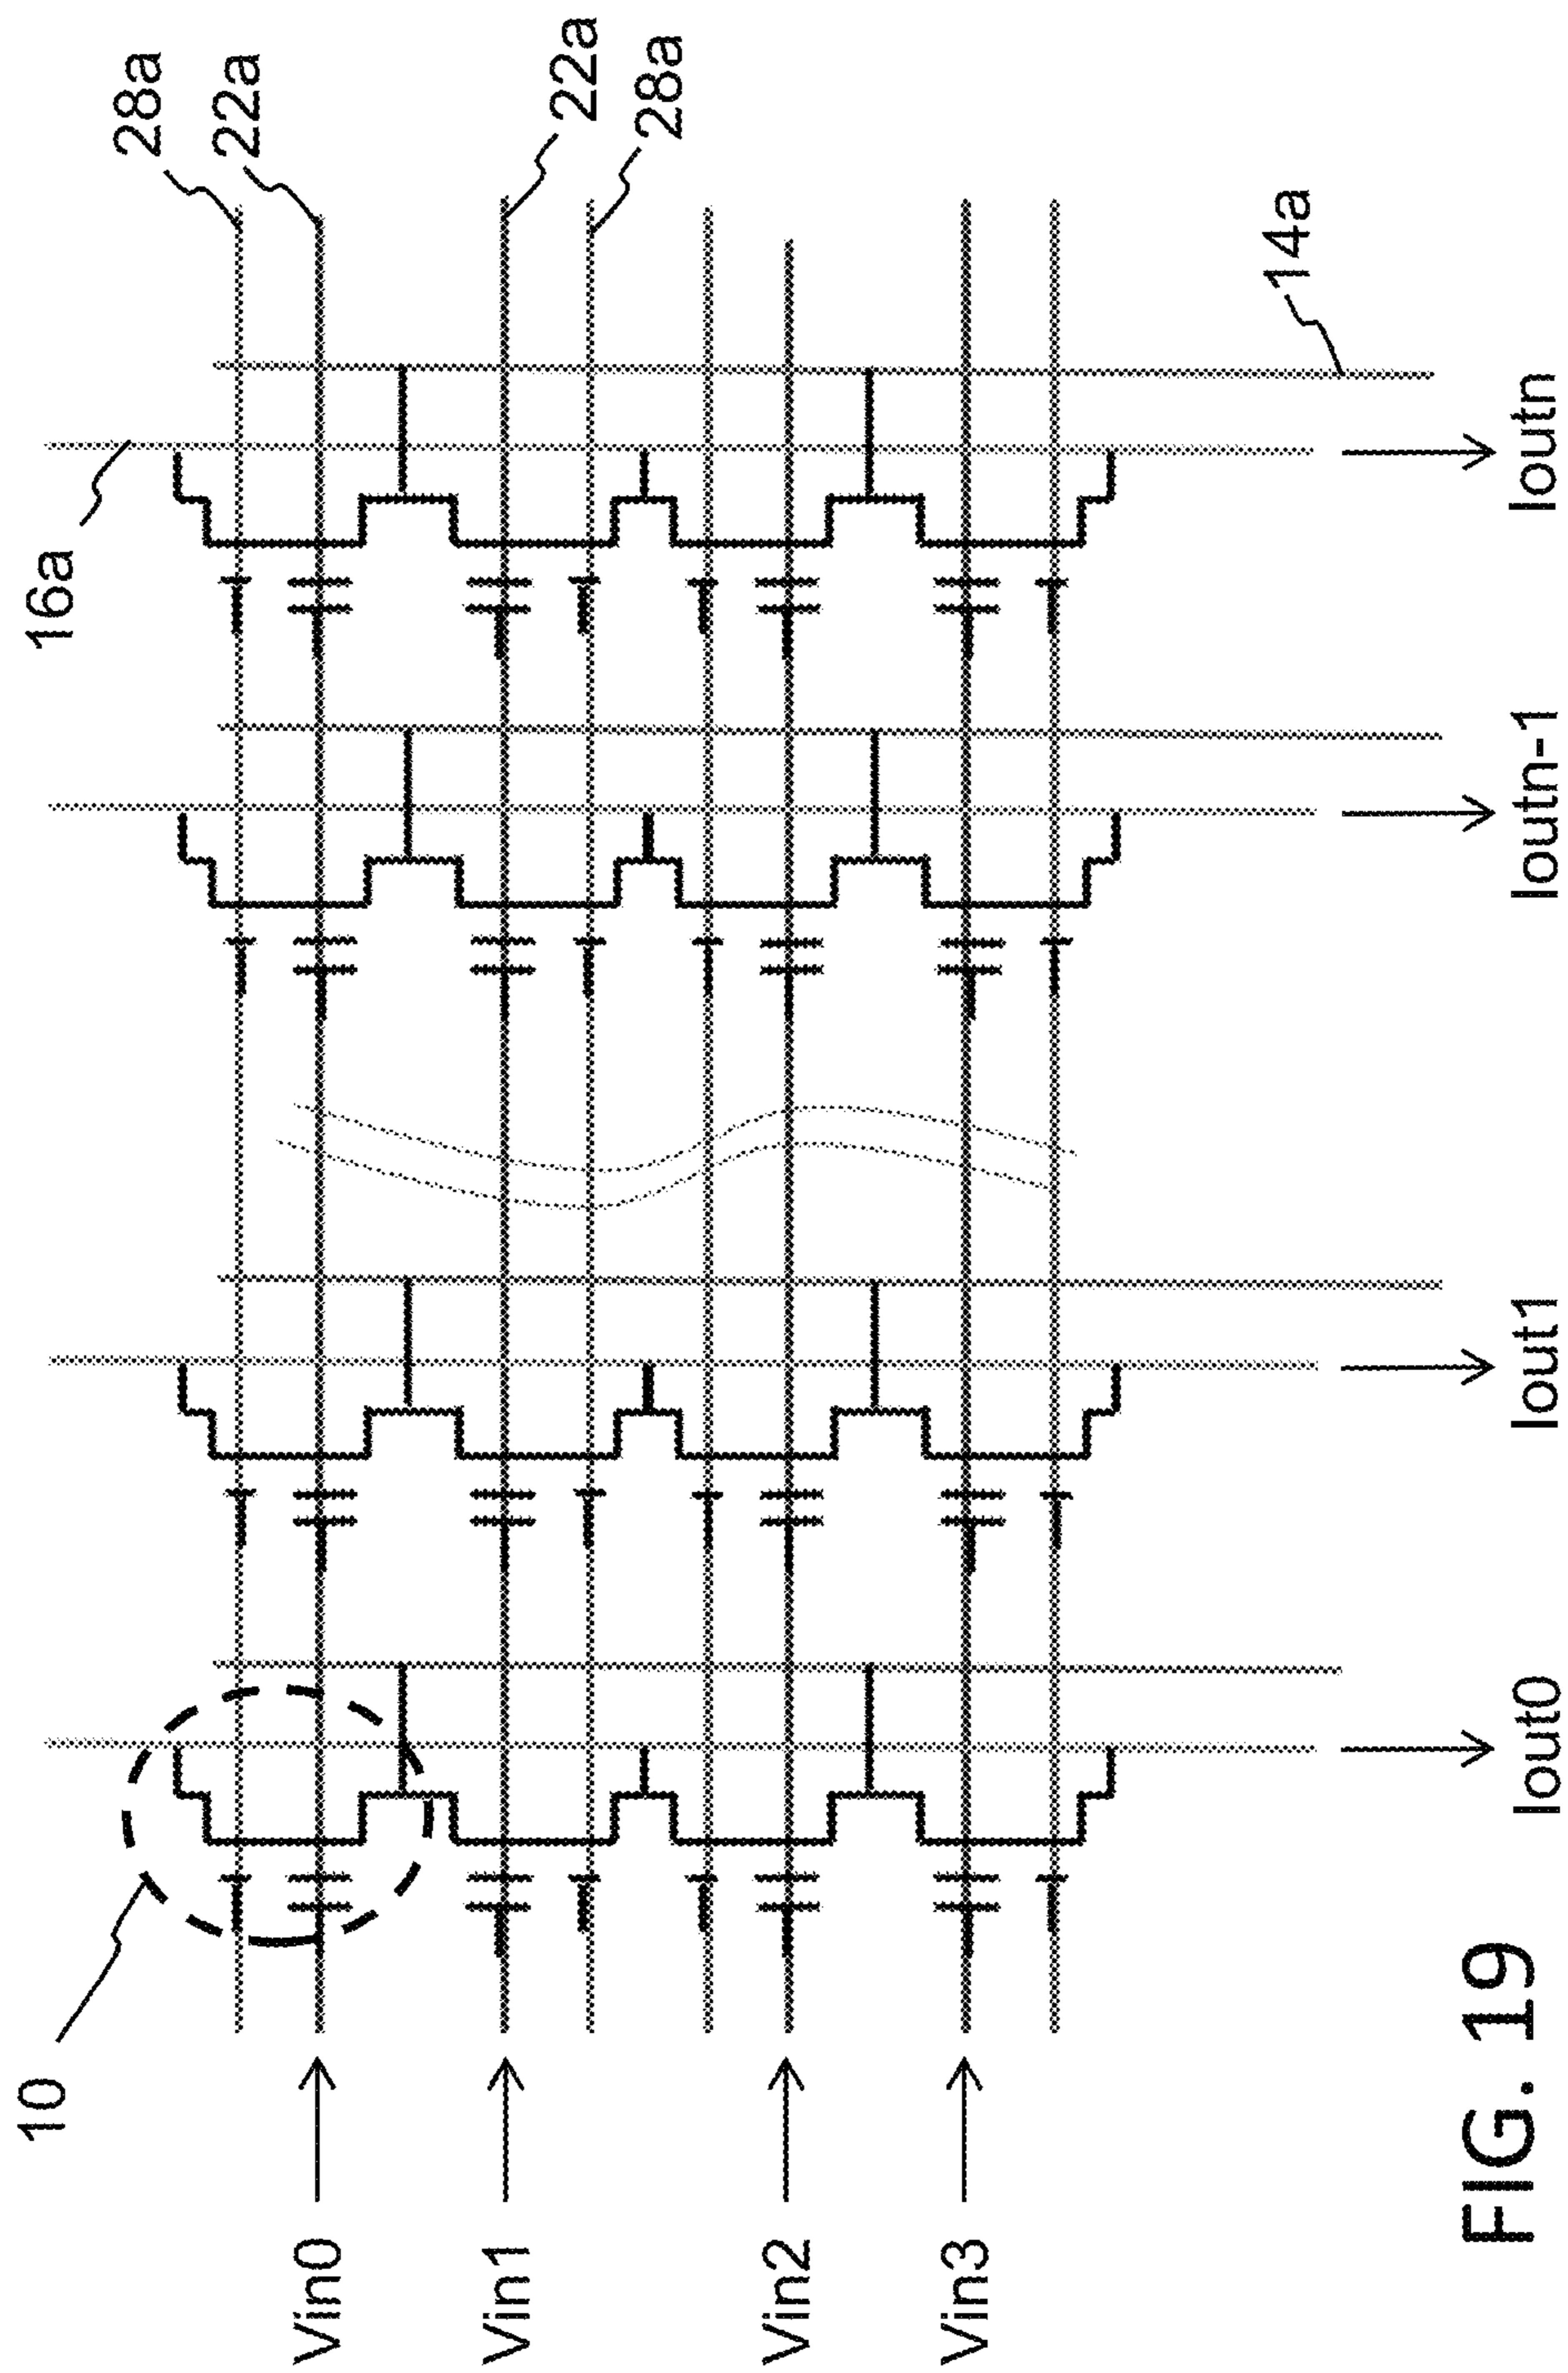 28a
22a
22a
28a
16a
14a
10
Vin0
Vin1
Vin2
Vin3
Iout0
Iout1
Ioutn-1
Ioutn
FIG. 19